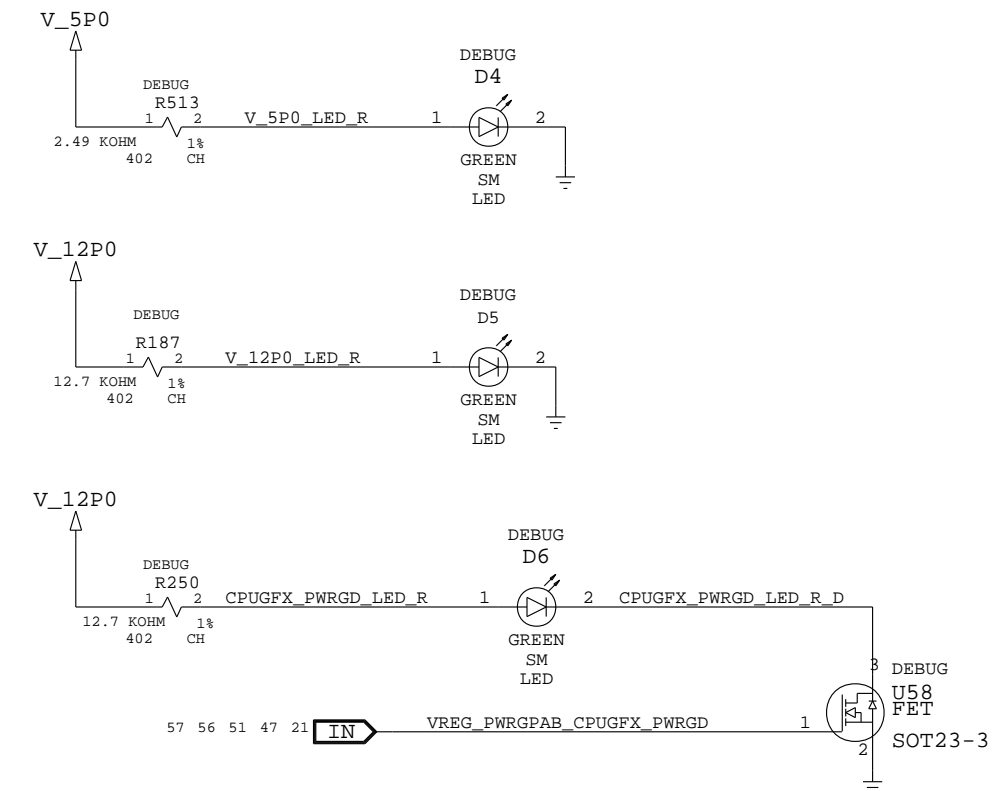 V_5P0
DEBUG
R513
1 2
2.49 KOHM 1%
402 CH
V_5P0_LED_R
DEBUG
D4
1 2
GREEN
SM
LED
V_12P0
DEBUG
R187
1 2
12.7 KOHM 1%
402 CH
V_12P0_LED_R
DEBUG
D5
1 2
GREEN
SM
LED
V_12P0
DEBUG
R250
1 2
12.7 KOHM 1%
402 CH
CPUGFX_PWRGD_LED_R
DEBUG
D6
1 2
GREEN
SM
LED
CPUGFX_PWRGD_LED_R_D
3 DEBUG
U58
FET
SOT23-3
57 56 51 47 21 IN
VREG_PWRGPAB_CPUGFX_PWRGD
1
2